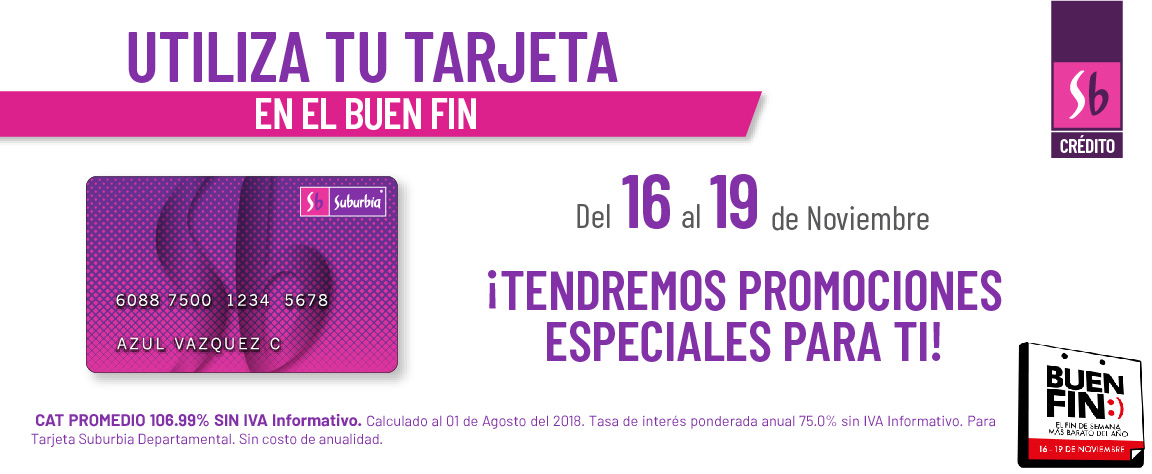 UTILIZA TU TARJETA
EN EL BUEN FIN
Sb
CRÉDITO
Sb Suburbia
6088 7500 1234 5678
AZUL VAZQUEZ C
Del 16 al 19 de Noviembre
¡TENDREMOS PROMOCIONES
ESPECIALES PARA TI!
BUEN
FIN:)
EL FIN DE SEMANA
MÁS BARATO DEL AÑO
16 - 19 DE NOVIEMBRE
CAT PROMEDIO 106.99% SIN IVA Informativo. Calculado al 01 de Agosto del 2018. Tasa de interés ponderada anual 75.0% sin IVA Informativo. Para
Tarjeta Suburbia Departamental. Sin costo de anualidad.